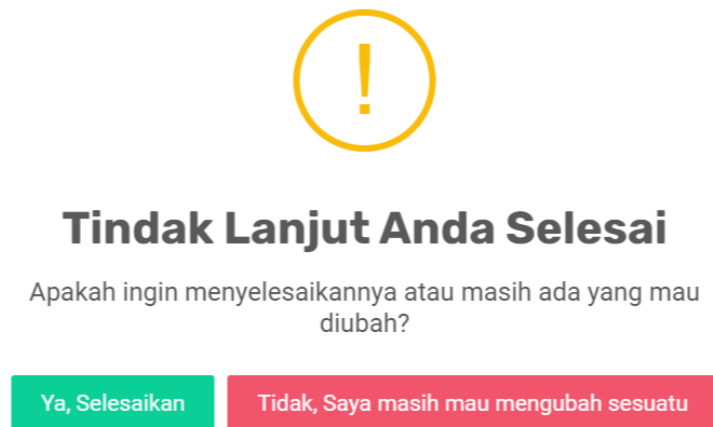 !
Tindak Lanjut Anda Selesai
Apakah ingin menyelesaikannya atau masih ada yang mau
diubah?
Ya, Selesaikan
Tidak, Saya masih mau mengubah sesuatu